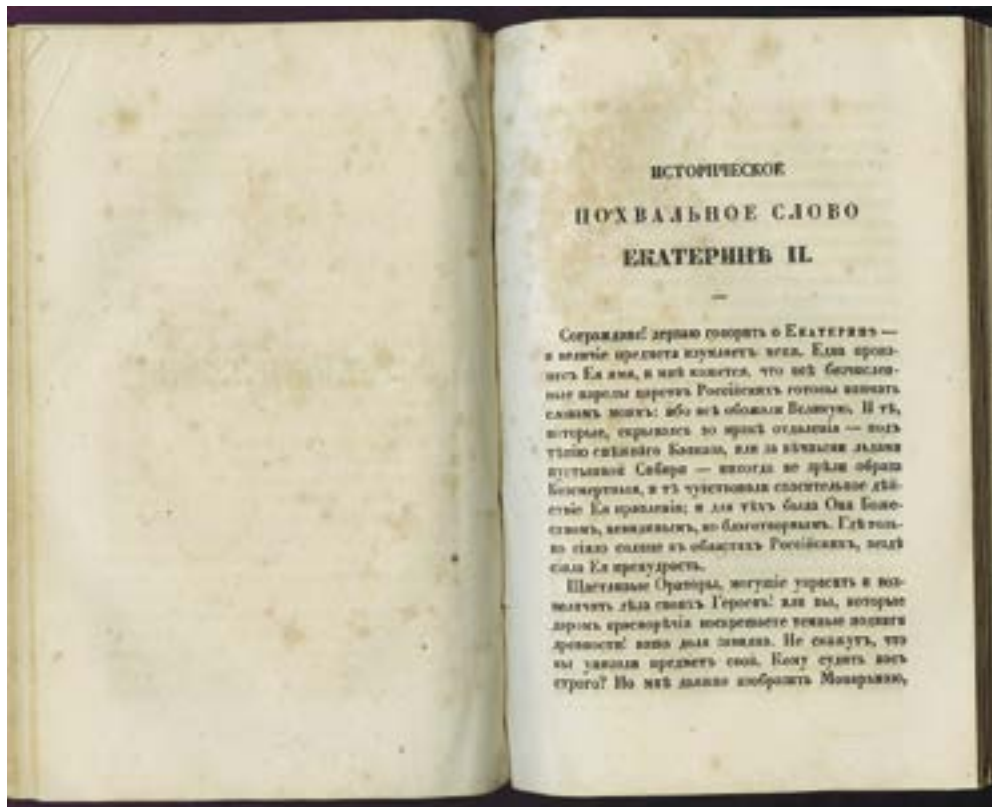 ИСТОРИЧЕСКОЕ
ПОХВАЛЬНОЕ СЛОВО
ЕКАТЕРИНѢ II.
Сограждане! дерзаю говорить о Екатеринѣ —
и величіе предмета изумляетъ меня. Едва произ-
несъ Ея имя, и мнѣ кажется, что всѣ безчислен-
ные народы царствъ Россійскихъ готовы внимать
словамъ моимъ: ибо всѣ обожали Великую. И тѣ,
которые, скрываясь во мракѣ отдаленія — подъ
тѣнію снѣжнаго Кавказа, или за вѣчными льдами
пустынной Сибири — никогда не зрѣли образа
Безсмертныя, и тѣ чувствовали спасительное дѣй-
ствіе Ея правленія; и для тѣхъ была Она Боже-
ствомъ, невидимымъ, но благотворнымъ. Гдѣ толь-
ко сіяло солнце въ областяхъ Россійскихъ, вездѣ
сіяла Ея премудрость.
Щастливые Ораторы, могущіе украсить и воз-
величить дѣла своихъ Героевъ! или вы, которые
даромъ краснорѣчія воскрешаете темные подвиги
древности! ваша доля завидна. Не скажутъ, что
вы унизили предметъ свой. Кому судить васъ
строго? Но мнѣ должно изобразить Монархиню,